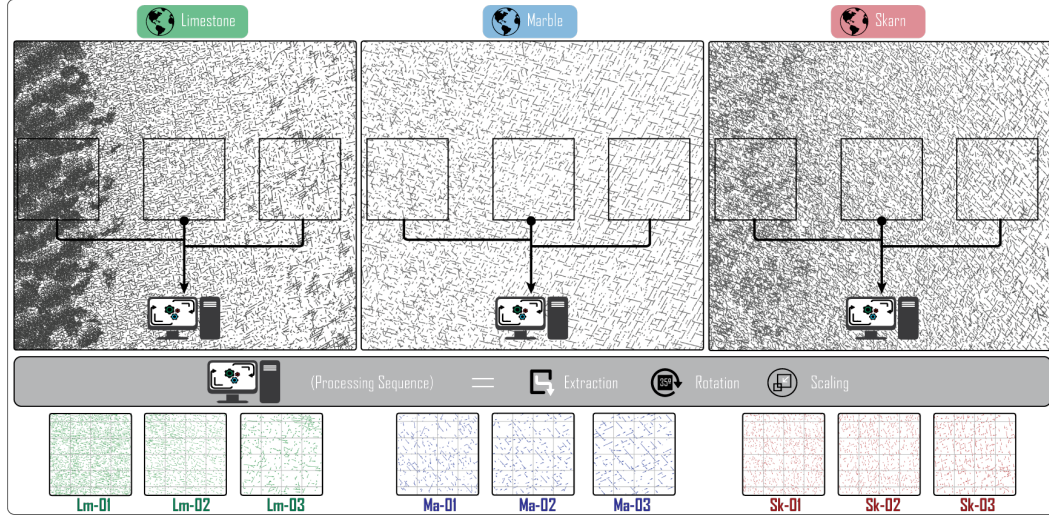 Limestone
Marble
Skarn
(Processing Sequence) = Extraction 35º Rotation Scaling
Lm-01 Lm-02 Lm-03 Ma-01 Ma-02 Ma-03 Sk-01 Sk-02 Sk-03